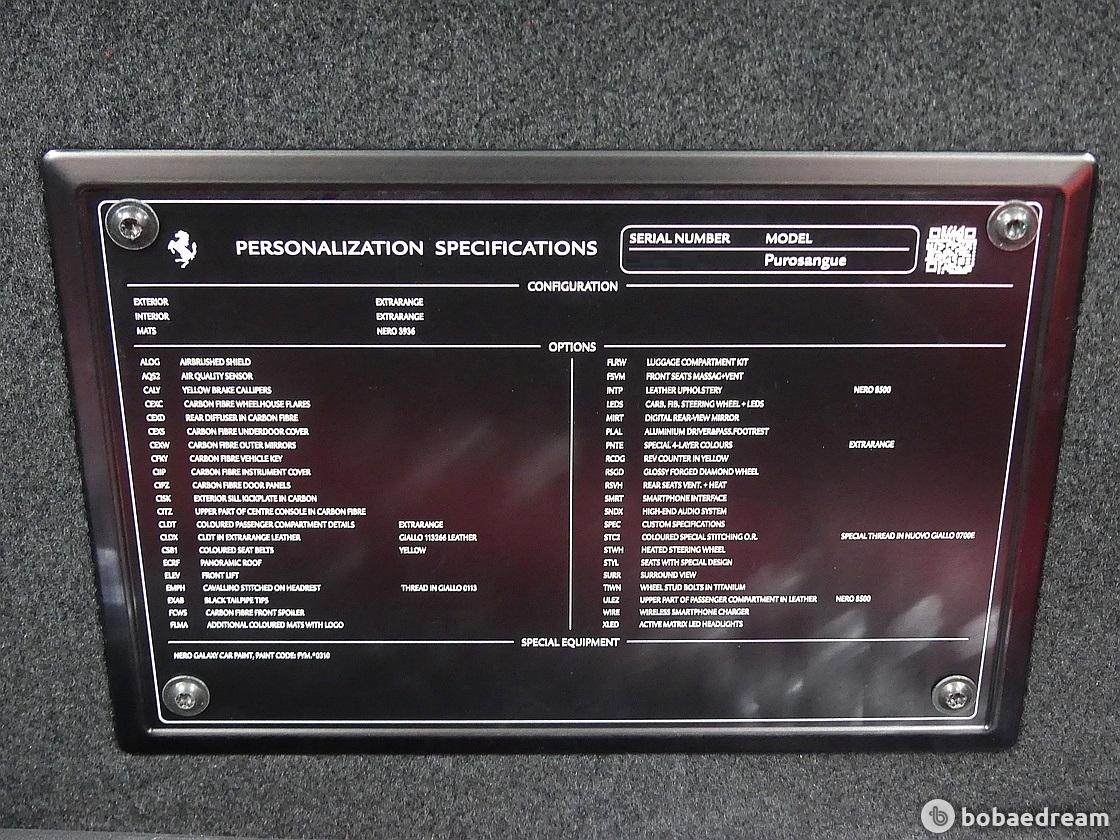 PERSONALIZATION SPECIFICATIONS
SERIAL NUMBER MODEL
Purosangue
CONFIGURATION
EXTERIOR EXTRARANGE
INTERIOR EXTRARANGE
MATS NERO 3936
OPTIONS
ALOG AIRBRUSHED SHIELD
AQS2 AIR QUALITY SENSOR
CALY YELLOW BRAKE CALLIPERS
CEXC CARBON FIBRE WHEELHOUSE FLARES
CEXD REAR DIFFUSER IN CARBON FIBRE
CEXS CARBON FIBRE UNDERDOOR COVER
CEXW CARBON FIBRE OUTER MIRRORS
CFKY CARBON FIBRE VEHICLE KEY
CIIP CARBON FIBRE INSTRUMENT COVER
CIPZ CARBON FIBRE DOOR PANELS
CISK EXTERIOR SILL KICKPLATE IN CARBON
CITZ UPPER PART OF CENTRE CONSOLE IN CARBON FIBRE
CLDT COLOURED PASSENGER COMPARTMENT DETAILS EXTRARANGE
CLDX CLDT IN EXTRARANGE LEATHER GIALLO 113266 LEATHER
CSB1 COLOURED SEAT BELTS YELLOW
ECRF PANORAMIC ROOF
ELEV FRONT LIFT
EMPH CAVALLINO STITCHED ON HEADREST THREAD IN GIALLO 0113
EXAB BLACK TAILPIPE TIPS
FCWS CARBON FIBRE FRONT SPOILER
FLMA ADDITIONAL COLOURED MATS WITH LOGO
FLRW LUGGAGE COMPARTMENT KIT
FSVM FRONT SEATS MASSAG+VENT
INTP LEATHER UPHOLSTERY NERO 8500
LEDS CARB. FIB. STEERING WHEEL + LEDS
MIRT DIGITAL REAR-VIEW MIRROR
PLAL ALUMINIUM DRIVER&PASS.FOOTREST
PNTE SPECIAL 4-LAYER COLOURS EXTRARANGE
RCDG REV COUNTER IN YELLOW
RSGD GLOSSY FORGED DIAMOND WHEEL
RSVH REAR SEATS VENT. + HEAT
SMRT SMARTPHONE INTERFACE
SNDX HIGH-END AUDIO SYSTEM
SPEC CUSTOM SPECIFICATIONS
STC2 COLOURED SPECIAL STITCHING O.R. SPECIAL THREAD IN NUOVO GIALLO 0700E
STWH HEATED STEERING WHEEL
STYL SEATS WITH SPECIAL DESIGN
SURR SURROUND VIEW
TIWN WHEEL STUD BOLTS IN TITANIUM
ULEZ UPPER PART OF PASSENGER COMPARTMENT IN LEATHER NERO 8500
WIRE WIRELESS SMARTPHONE CHARGER
XLED ACTIVE MATRIX LED HEADLIGHTS
SPECIAL EQUIPMENT
NERO GALAXY CAR PAINT, PAINT CODE: FYM.*0310
bobaedream